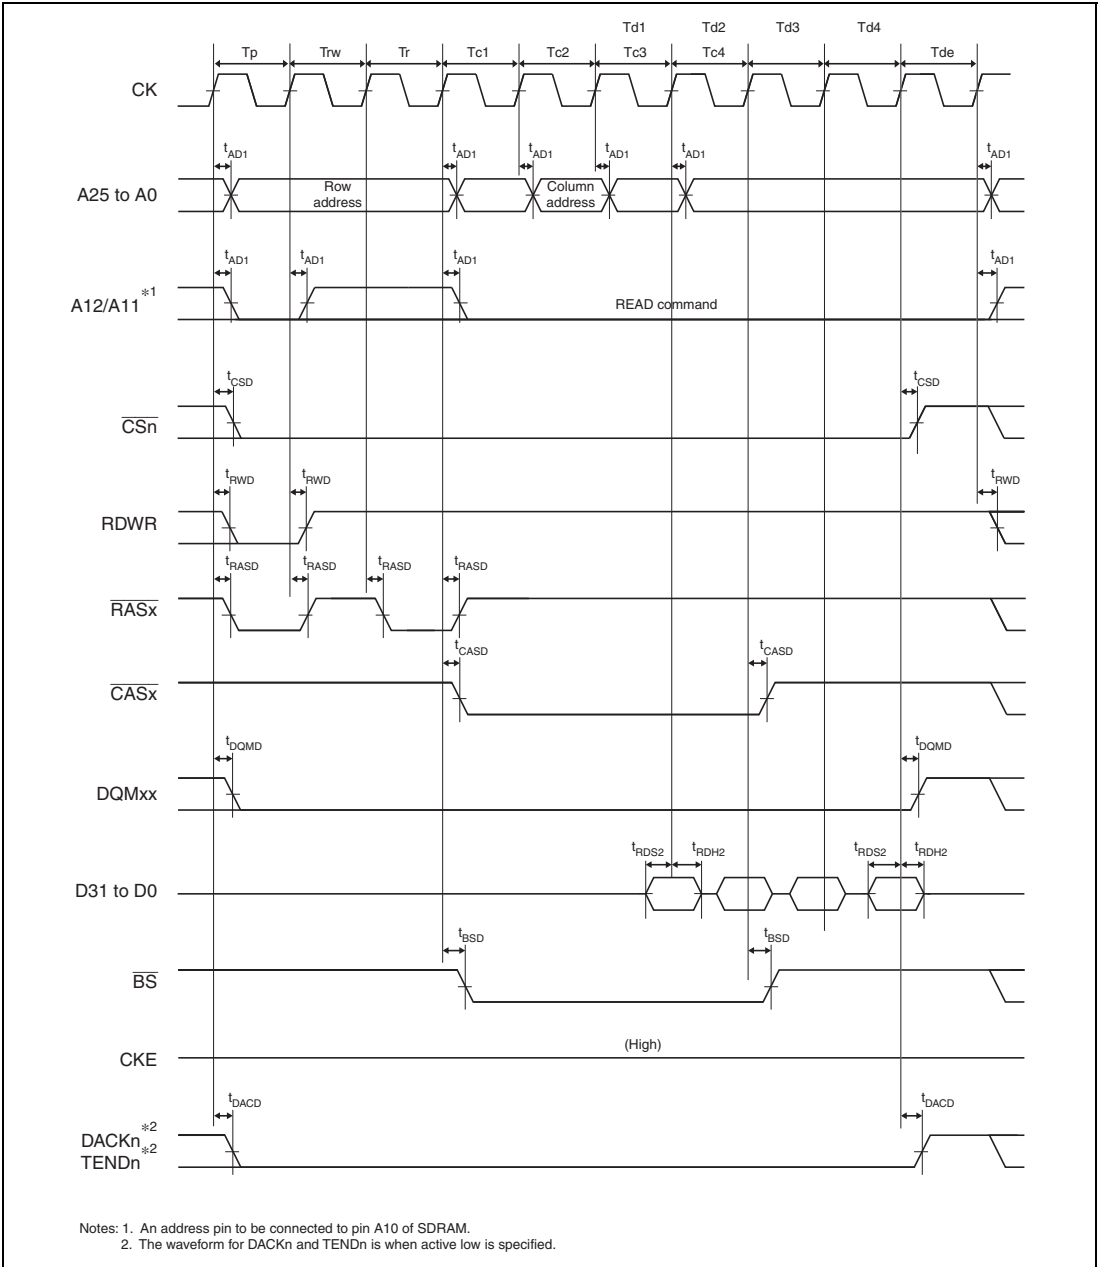 Td1 Td2 Td3 Td4
Tp Trw Tr Tc1 Tc2 Tc3 Tc4 Tde
CK
tAD1 tAD1 tAD1 tAD1 tAD1 tAD1
A25 to A0
Row address
Column address
tAD1 tAD1 tAD1 tAD1
A12/A11*1
READ command
tCSD tCSD
CSn
tRWD tRWD tRWD
RDWR
tRASD tRASD tRASD tRASD
RASx
tCASD tCASD
CASx
tDQMD tDQMD
DQMxx
tRDS2 tRDH2 tRDS2 tRDH2
D31 to D0
tBSD tBSD
BS
(High)
CKE
tDACD tDACD
DACKn*2
TENDn*2
Notes: 1. An address pin to be connected to pin A10 of SDRAM.
2. The waveform for DACKn and TENDn is when active low is specified.